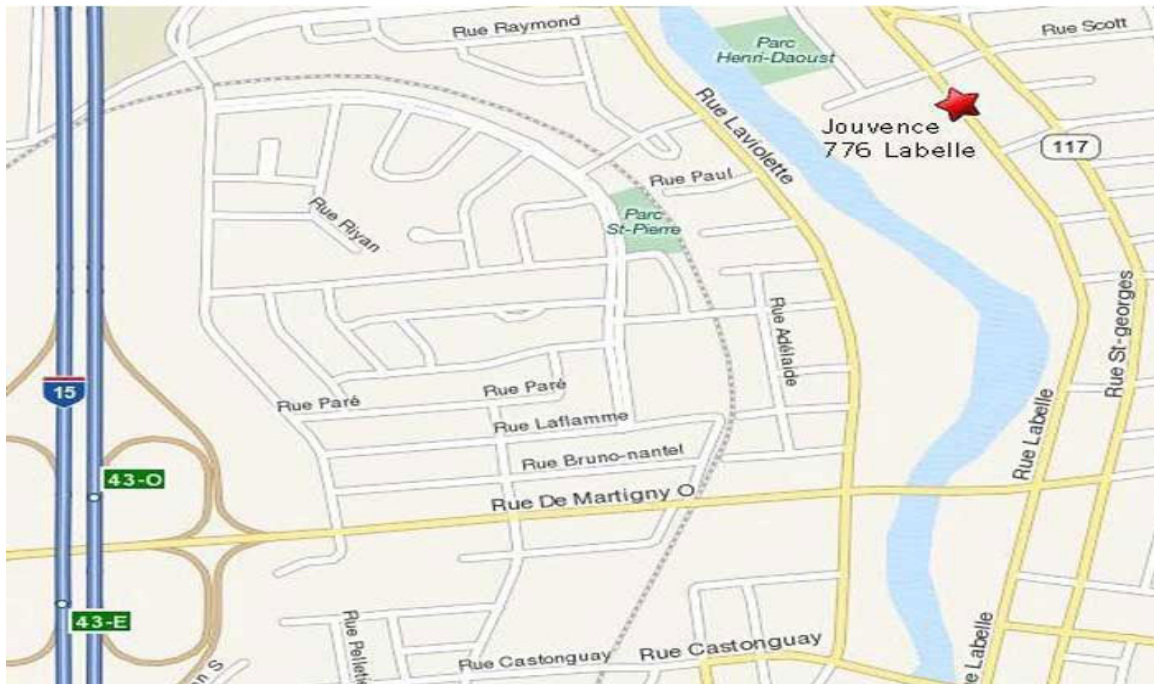 Rue Raymond
Parc
Henri-Daoust
Rue Scott
Jouvence
776 Labelle
117
Rue Laviolette
Rue Paul
Parc
St-Pierre
Rue Riyan
Rue Adélaide
Rue St-georges
15
Rue Paré
Rue Paré
Rue Laflamme
Rue Labelle
Rue Bruno-nantel
43-O
Rue De Martigny O
43-E
Rue Castonguay
Rue Castonguay
Labelle
S